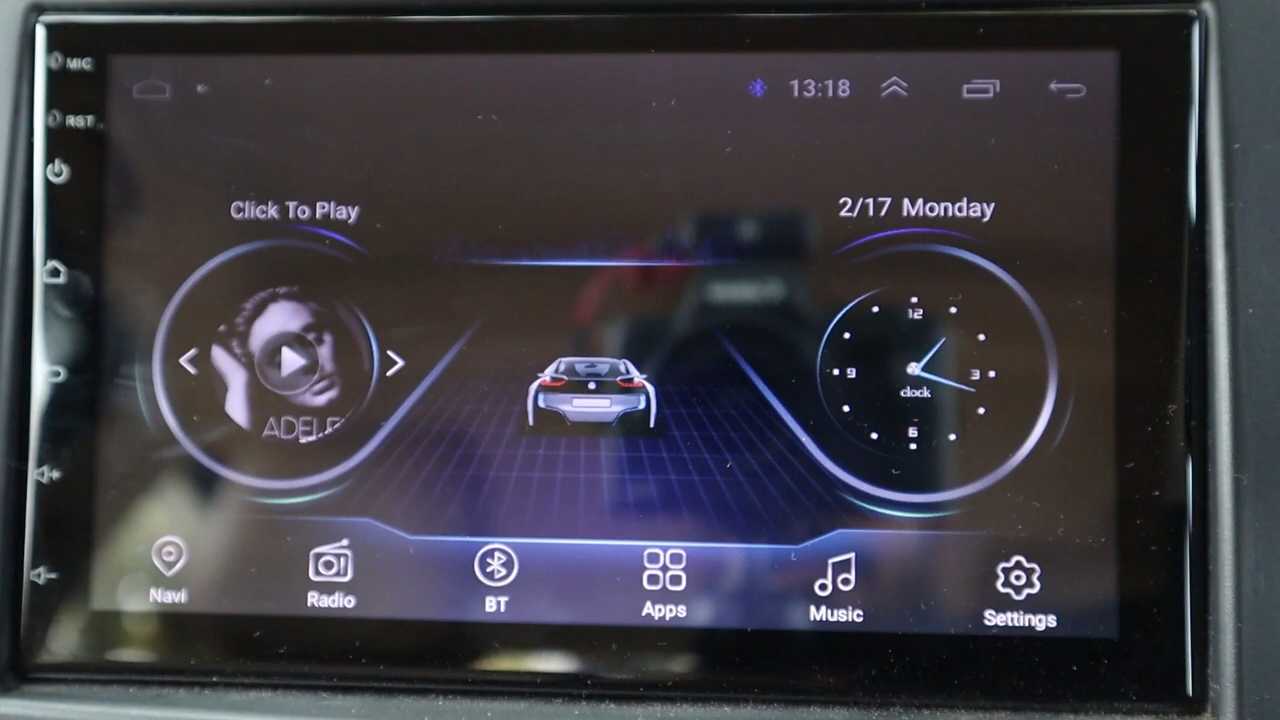 MIC
RST
13:18
Click To Play
2/17 Monday
12
9
3
clock
6
ADELE
Navi
Radio
BT
Apps
Music
Settings